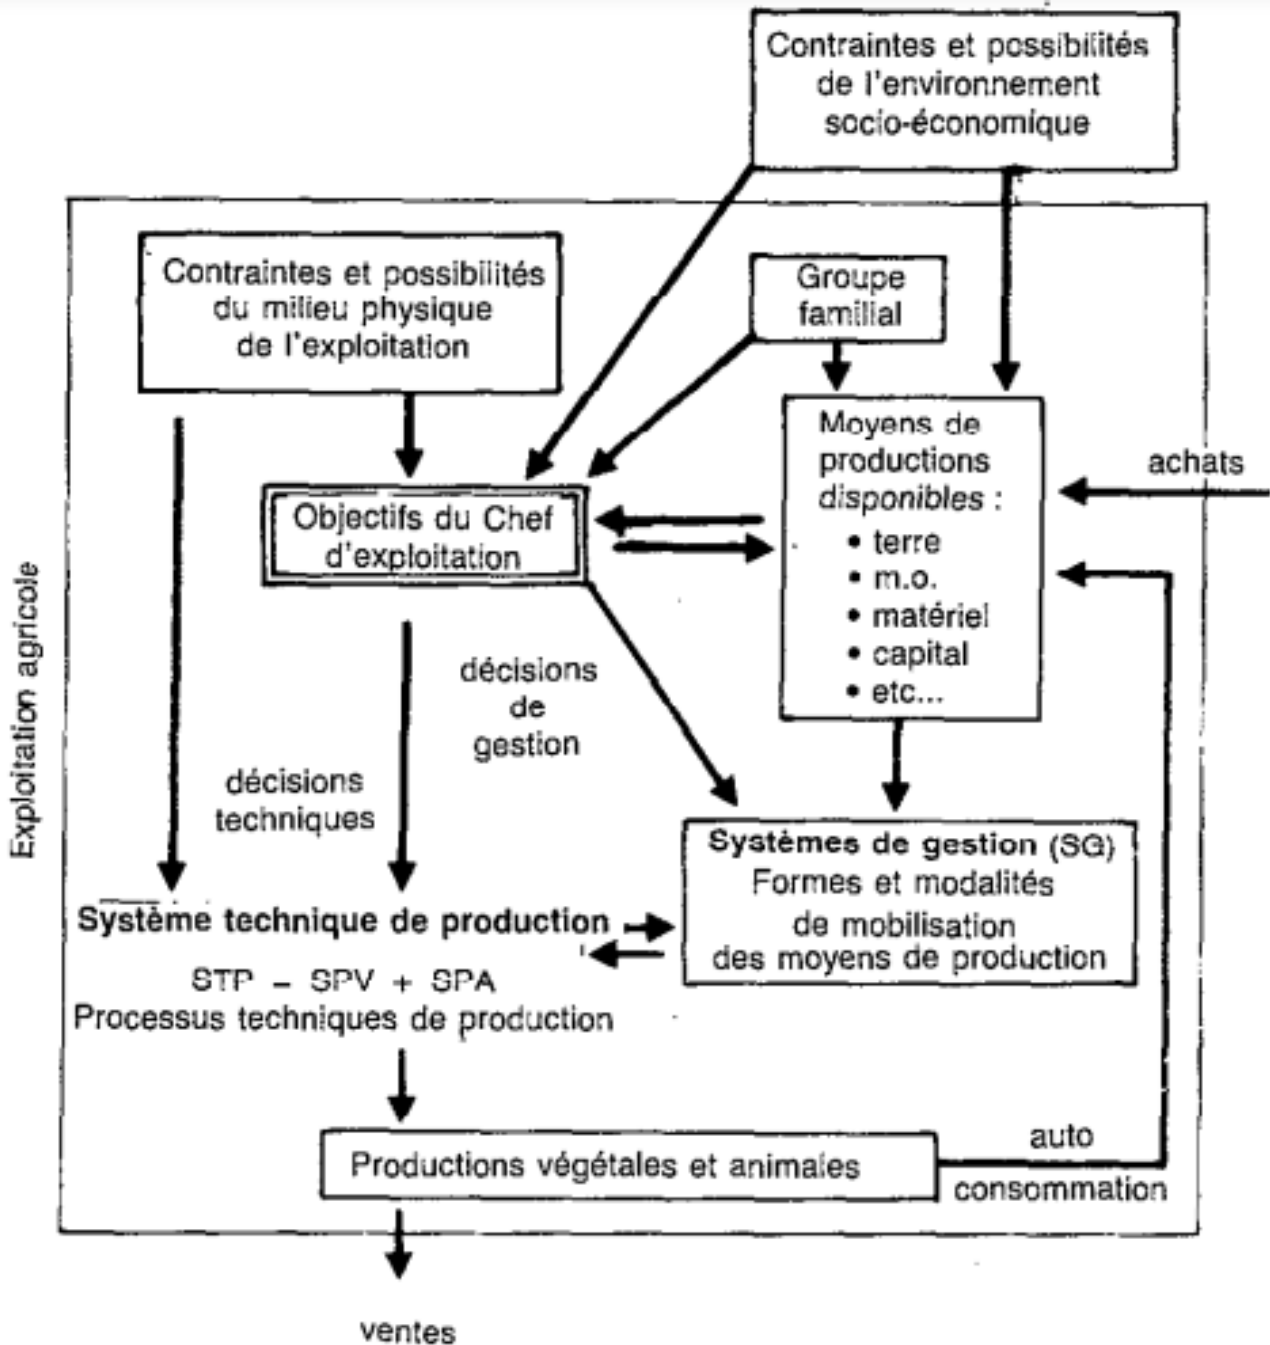 Contraintes et possibilités
de l'environnement
socio-économique
Contraintes et possibilités
du milieu physique
de l'exploitation
Groupe
familial
Moyens de
productions
disponibles :
• terre
• m.o.
• matériel
• capital
• etc...
achats
Objectifs du Chef
d'exploitation
Exploitation agricole
décisions
de
gestion
décisions
techniques
Systèmes de gestion (SG)
Formes et modalités
de mobilisation
des moyens de production
Système technique de production
STP – SPV + SPA
Processus techniques de production
Productions végétales et animales
auto
consommation
ventes